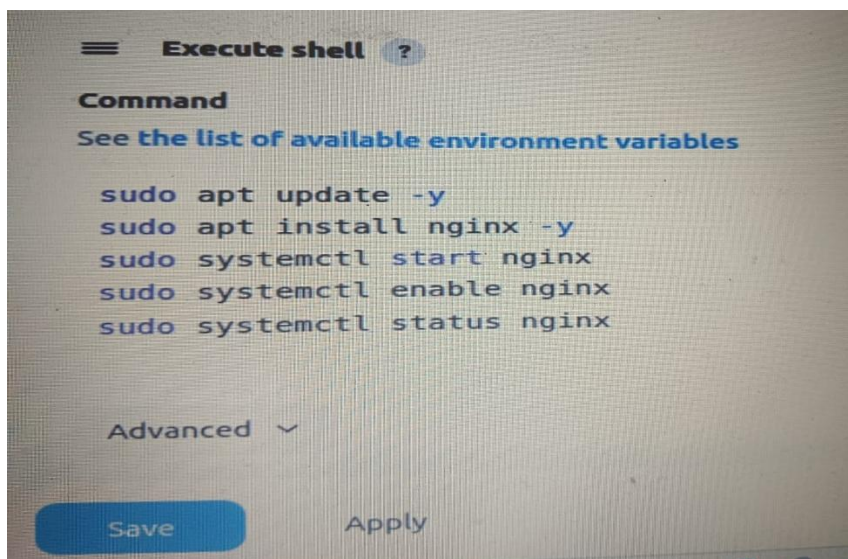 Execute shell ?
Command
See the list of available environment variables
sudo apt update -y
sudo apt install nginx -y
sudo systemctl start nginx
sudo systemctl enable nginx
sudo systemctl status nginx
Advanced
Save Apply